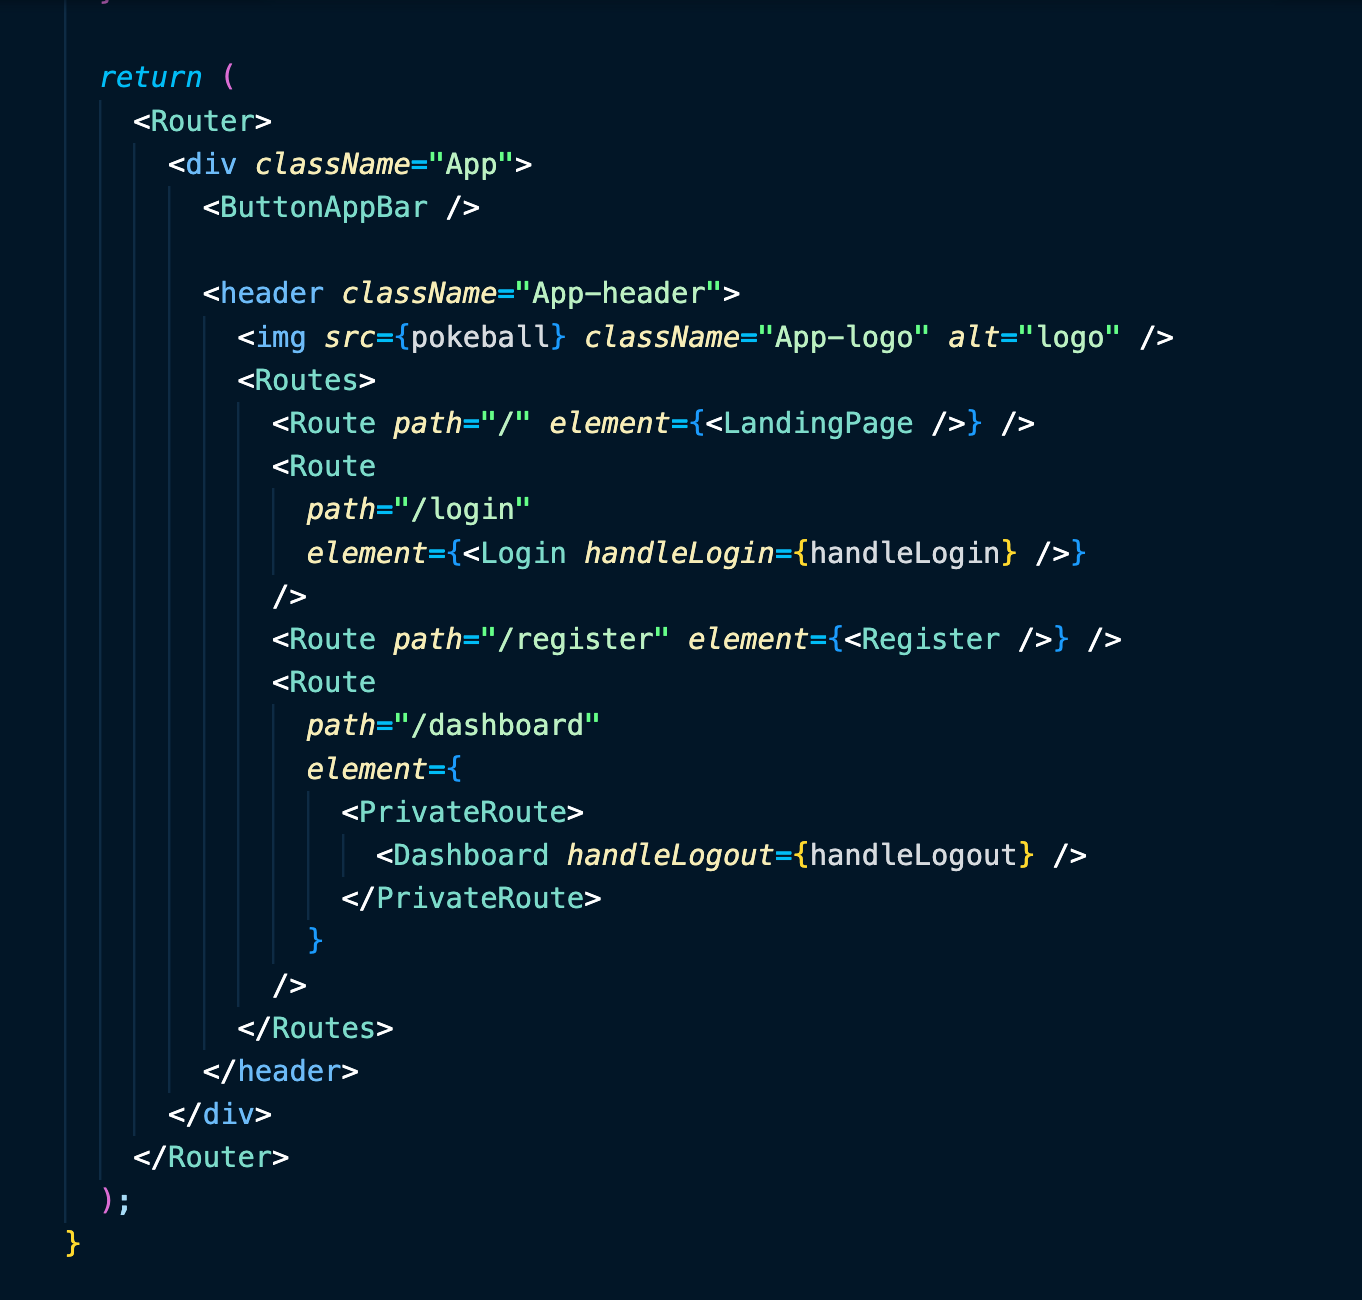 return (
<Router>
<div className="App">
<ButtonAppBar />
<header className="App-header">
<img src={pokeball} className="App-logo" alt="logo" />
<Routes>
<Route path="/" element={<LandingPage />} />
<Route
path="/login"
element={<Login handleLogin={handleLogin} />}
/>
<Route path="/register" element={<Register />} />
<Route
path="/dashboard"
element={
<PrivateRoute>
<Dashboard handleLogout={handleLogout} />
</PrivateRoute>
}
/>
</Routes>
</header>
</div>
</Router>
);
}